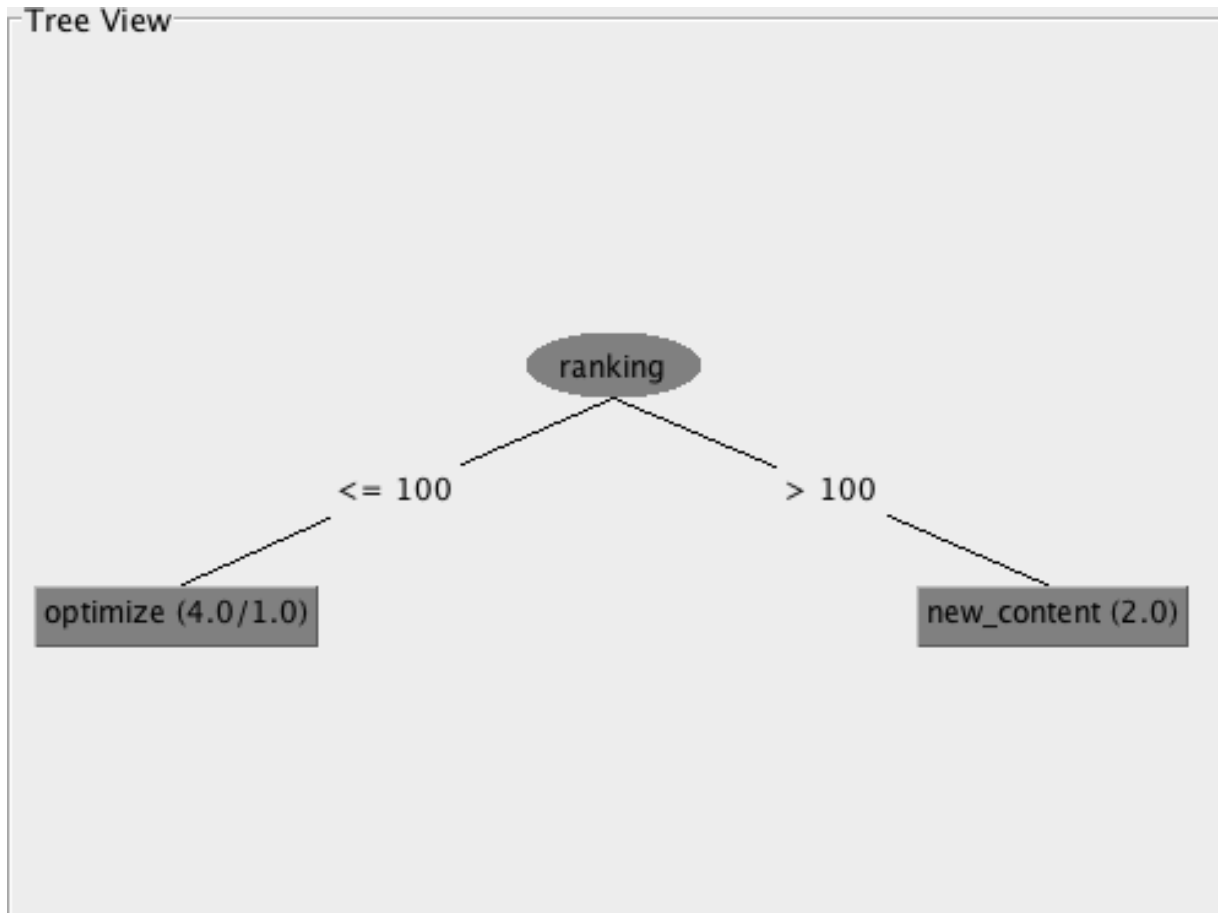 Tree View
ranking
<= 100
> 100
optimize (4.0/1.0)
new_content (2.0)